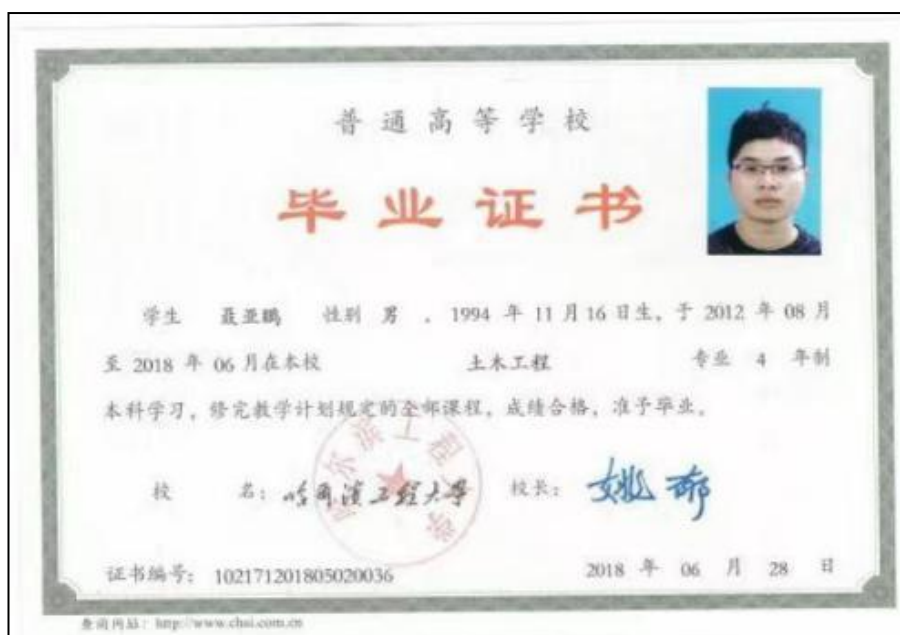 普通高等学校
毕业证书
学生 聂亚鹏 性别 男 , 1994 年 11 月 16 日生, 于 2012 年 08 月
至 2018 年 06 月在本校 土木工程 专业 4 年制
本科学习, 修完教学计划规定的全部课程, 成绩合格, 准予毕业。
校 名: 哈尔滨工程大学 校长: 姚郁
证书编号: 102171201805020036 2018 年 06 月 28 日
查询网站: http://www.chsi.com.cn